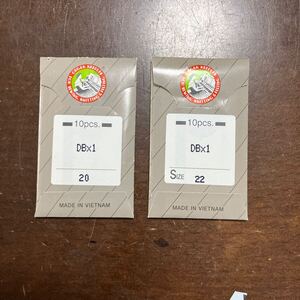 10pcs.
DBx1
20
MADE IN VIETNAM
10pcs.
DBx1
SIZE 22
MADE IN VIETNAM